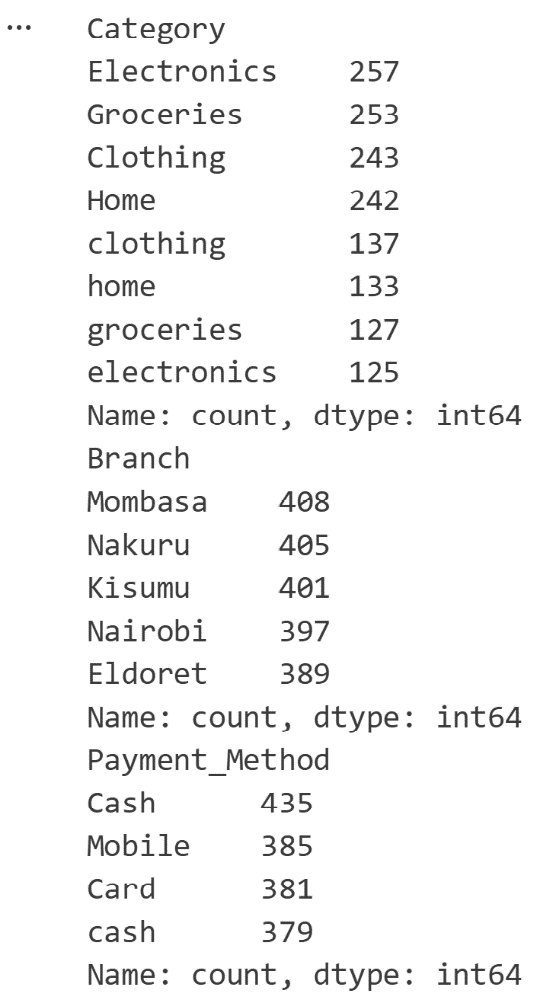 ... Category
Electronics 257
Groceries 253
Clothing 243
Home 242
clothing 137
home 133
groceries 127
electronics 125
Name: count, dtype: int64
Branch
Mombasa 408
Nakuru 405
Kisumu 401
Nairobi 397
Eldoret 389
Name: count, dtype: int64
Payment_Method
Cash 435
Mobile 385
Card 381
cash 379
Name: count, dtype: int64